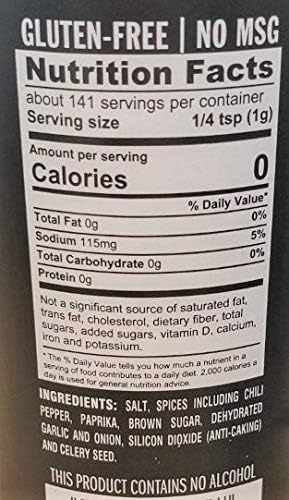 GLUTEN-FREE | NO MSG
Nutrition Facts
about 141 servings per container
Serving size 1/4 tsp (1g)
Amount per serving
Calories 0
% Daily Value*
Total Fat 0g 0%
Sodium 115mg 5%
Total Carbohydrate 0g 0%
Protein 0g
Not a significant source of saturated fat,
trans fat, cholesterol, dietary fiber, total
sugars, added sugars, vitamin D, calcium,
iron and potassium.
* The % Daily Value tells you how much a nutrient in a
serving of food contributes to a daily diet. 2,000 calories a
day is used for general nutrition advice.
INGREDIENTS: SALT, SPICES INCLUDING CHILI
PEPPER, PAPRIKA, BROWN SUGAR, DEHYDRATED
GARLIC AND ONION, SILICON DIOXIDE (ANTI-CAKING)
AND CELERY SEED.
THIS PRODUCT CONTAINS NO ALCOHOL